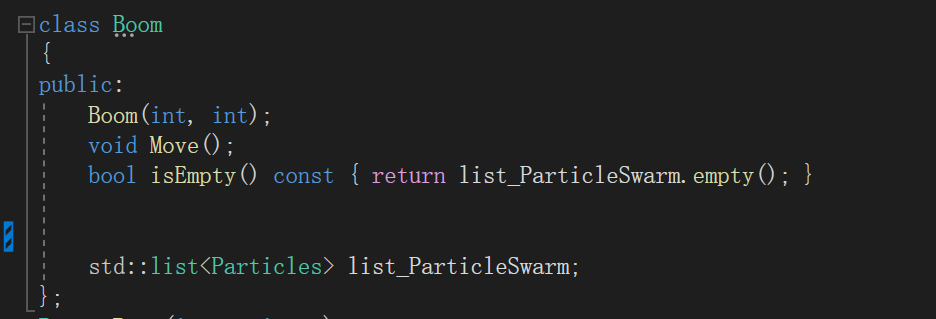 class Boom
{
public:
    Boom(int, int);
    void Move();
    bool isEmpty() const { return list_ParticleSwarm.empty(); }
    std::list<Particles> list_ParticleSwarm;
};